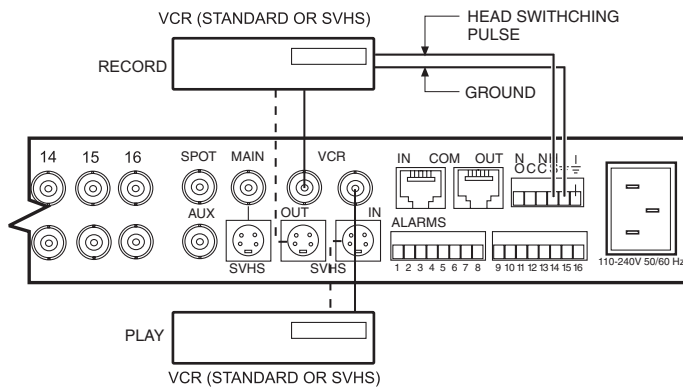 VCR (STANDARD OR SVHS)
HEAD SWITHCHING
PULSE
RECORD
GROUND
14 15 16 SPOT MAIN VCR IN COM OUT
AUX OUT IN ALARMS
SVHS SVHS
1 2 3 4 5 6 7 8 9 10 11 12 13 14 15 16
110-240V 50/60 Hz
PLAY
VCR (STANDARD OR SVHS)